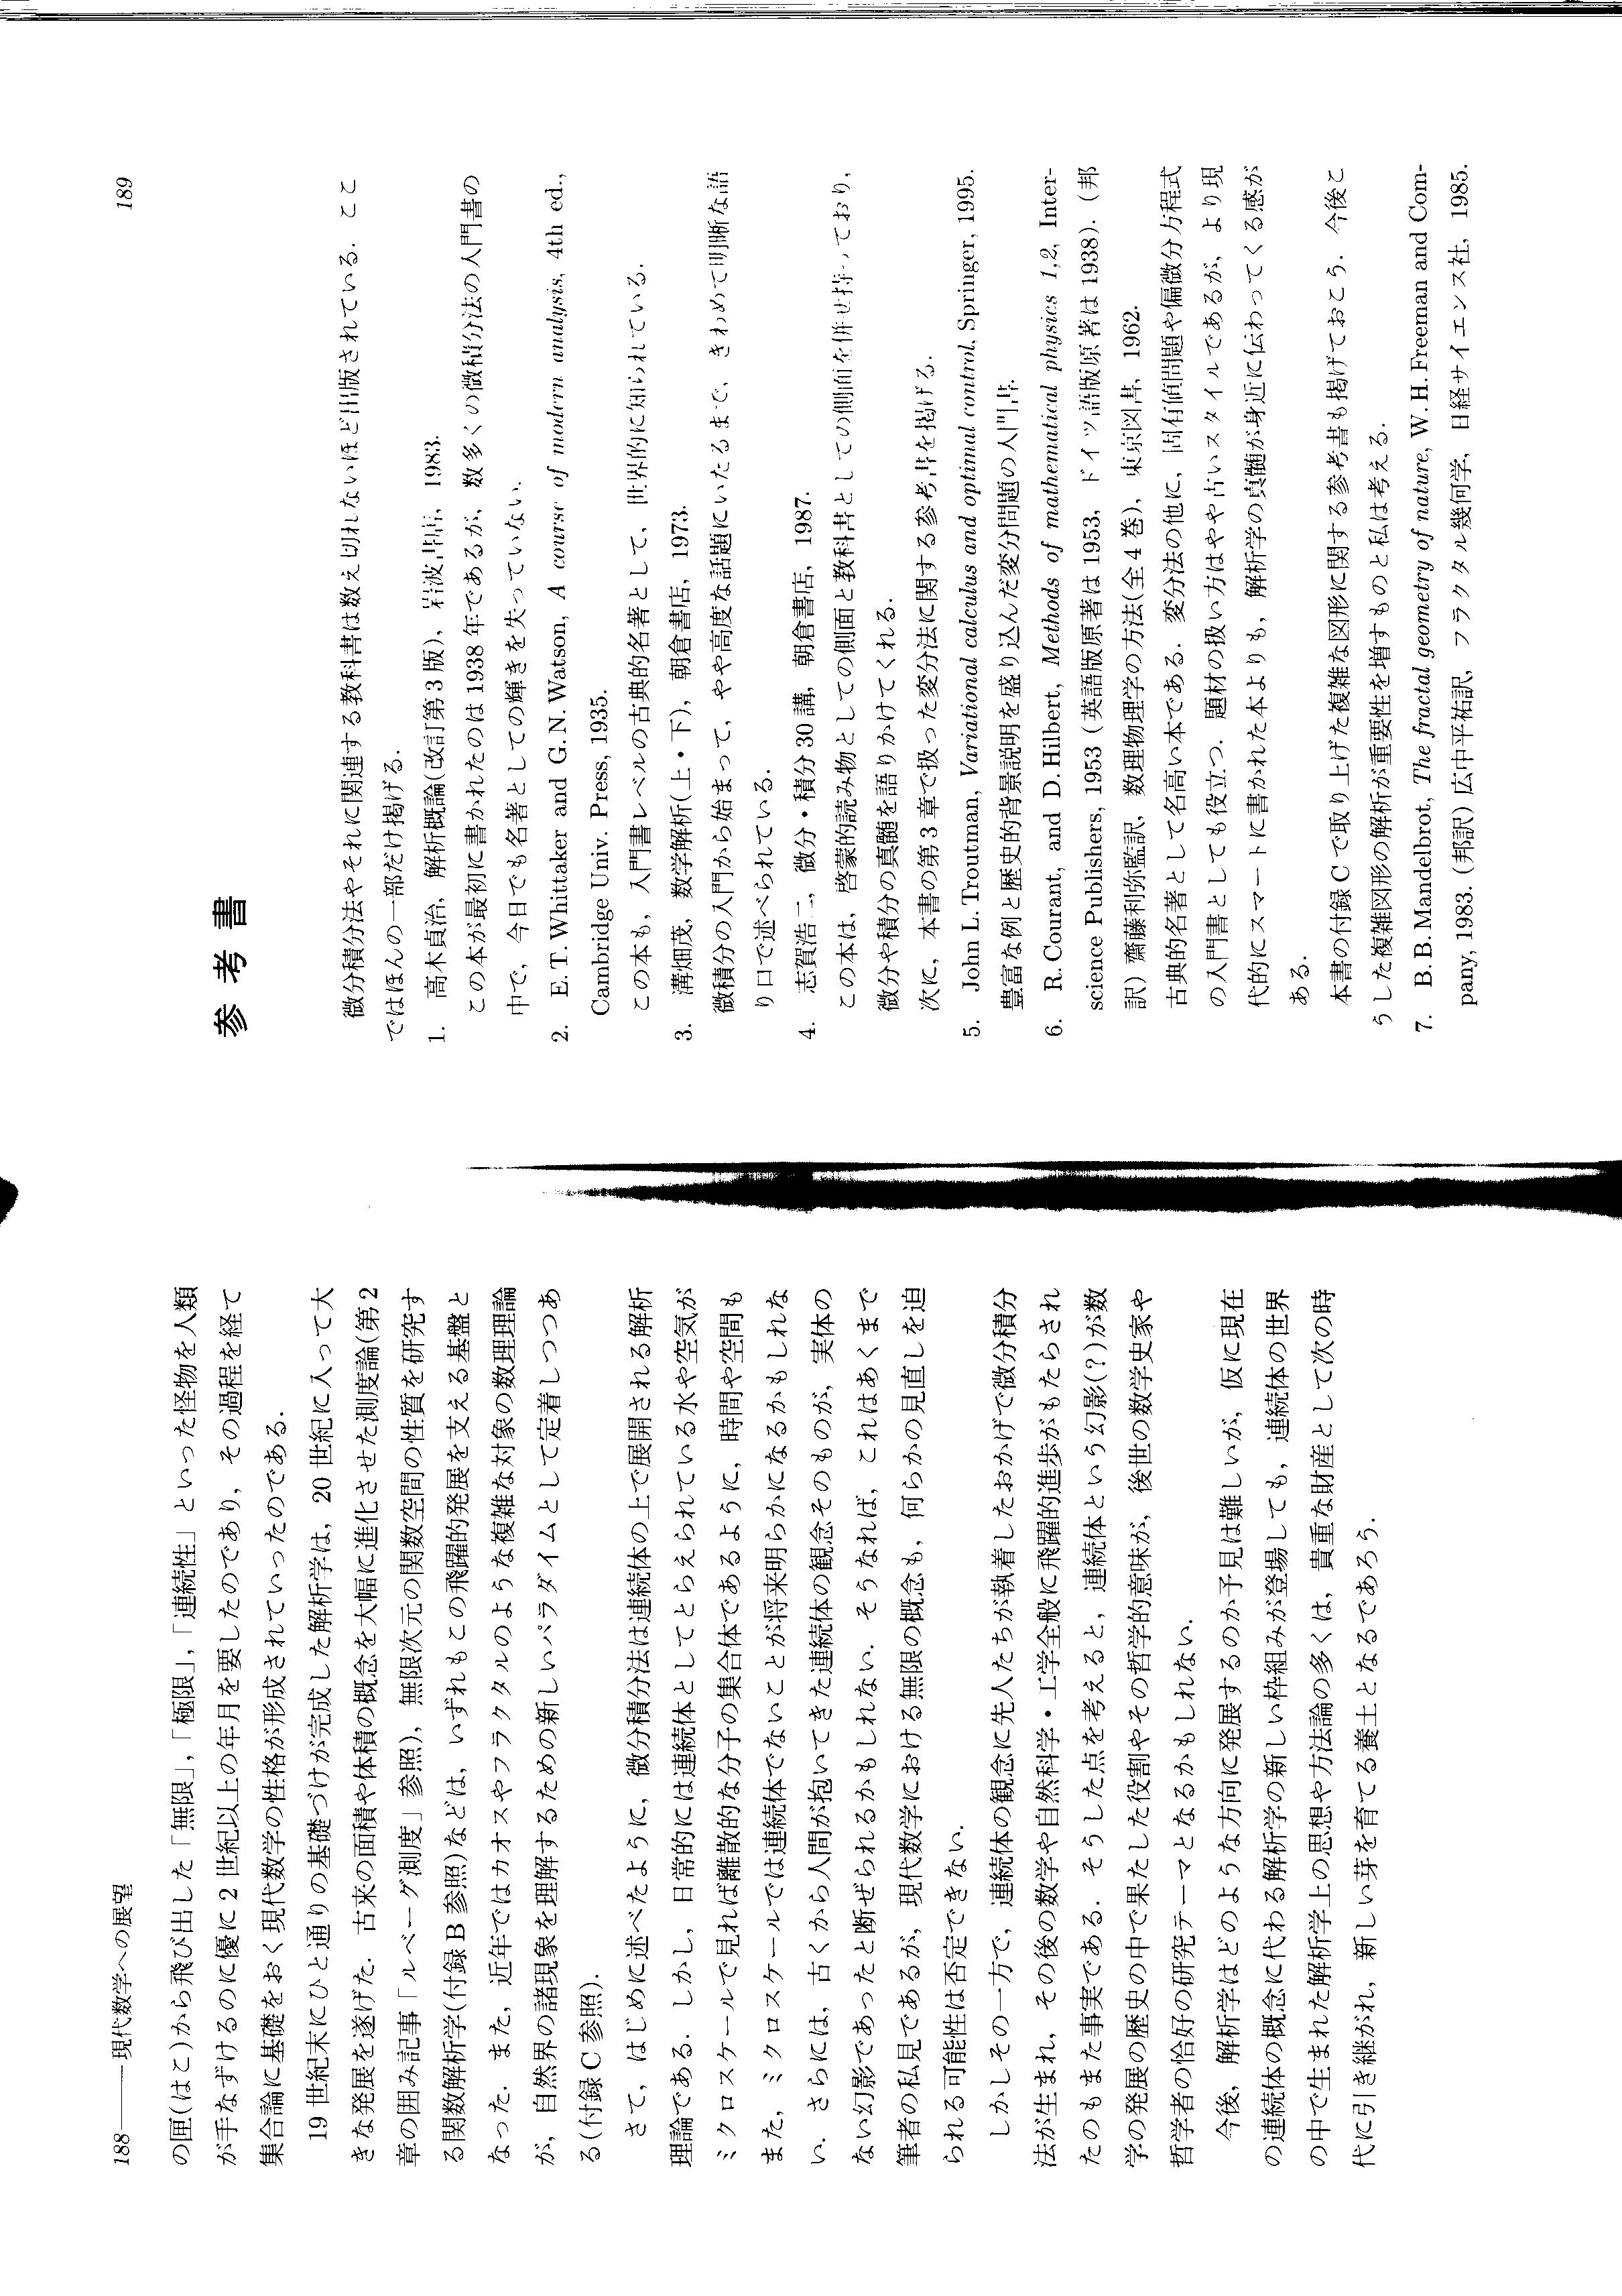 188——現代数学への展望
の匣(はこ)から飛び出した「無限」,「極限」,「連続性」といった怪物を人類
が手なずけるのに優に 2 世紀以上の年月を要したのであり，その過程を経て
集合論に基礎をおく現代数学の性格が形成されていったのである．
19 世紀末にひと通りの基礎づけが完成した解析学は，20 世紀に入って大
きな発展を遂げた．古来の面積や体積の概念を大幅に進化させた測度論(第 2
章の囲み記事「ルベーグ測度」参照)，無限次元の関数空間の性質を研究す
る関数解析学(付録 B 参照)などは，いずれもこの飛躍的発展を支える基盤と
なった．また，近年ではカオスやフラクタルのような複雑な対象の数理理論
が，自然界の諸現象を理解するための新しいパラダイムとして定着しつつあ
る(付録 C 参照)．
さて，はじめに述べたように，微分積分法は連続体の上で展開される解析
理論である．しかし，日常的には連続体としてとらえられている水や空気が
ミクロスケールで見れば離散的な分子の集合体であるように，時間や空間も
また，ミクロスケールでは連続体でないことが将来明らかになるかもしれな
い．さらには，古くから人間が抱いてきた連続体の観念そのものが，実体の
ない幻影であったと断ぜられるかもしれない．そうなれば，これはあくまで
筆者の私見であるが，現代数学における無限の概念も，何らかの見直しを迫
られる可能性は否定できない．
しかしその一方で，連続体の観念に先人たちが執着したおかげで微分積分
法が生まれ，その後の数学や自然科学・工学全般に飛躍的進歩がもたらされ
たのもまた事実である．そうした点を考えると，連続体という幻影(?)が数
学の発展の歴史の中で果たした役割やその哲学的意味が，後世の数学史家や
哲学者の恰好の研究テーマとなるかもしれない．
今後，解析学はどのような方向に発展するのか予見は難しいが，仮に現在
の連続体の概念に代わる解析学の新しい枠組みが登場しても，連続体の世界
の中で生まれた解析学上の思想や方法論の多くは，貴重な財産として次の時
代に引き継がれ，新しい芽を育てる養土となるであろう．
189
参考書
微分積分法やそれに関連する教科書は数え切れないほど出版されている．ここ
ではほんの一部だけ掲げる．
1. 高木貞治，解析概論(改訂第 3 版)，岩波書店，1983.
この本が最初に書かれたのは 1938 年であるが，数多くの微積分法の入門書の
中で，今日でも名著としての輝きを失っていない．
2. E. T. Whittaker and G. N. Watson, A course of modern analysis, 4th ed.,
Cambridge Univ. Press, 1935.
この本も，入門書レベルの古典的名著として，世界的に知られている．
3. 溝畑茂，数学解析(上・下)，朝倉書店，1973.
微積分の入門から始まって，やや高度な話題にいたるまで，きわめて明晰な語
り口で述べられている．
4. 志賀浩二，微分・積分 30 講，朝倉書店，1987.
この本は，啓蒙的読み物としての側面と教科書としての側面を併せ持っており，
微分や積分の真髄を語りかけてくれる．
次に，本書の第 3 章で扱った変分法に関する参考書を掲げる．
5. John L. Troutman, Variational calculus and optimal control, Springer, 1995.
豊富な例と歴史的背景説明を盛り込んだ変分問題の入門書．
6. R. Courant, and D. Hilbert, Methods of mathematical physics 1,2, Inter-
science Publishers, 1953（英語版原著は 1953，ドイツ語版原著は 1938)．（邦
訳）齋藤利弥監訳，数理物理学の方法(全 4 巻)，東京図書，1962.
古典的名著として名高い本である．変分法の他に，固有値問題や偏微分方程式
の入門書としても役立つ．題材の扱い方はやや古いスタイルであるが，より現
代的にスマートに書かれた本よりも，解析学の真髄が身近に伝わってくる感が
ある．
本書の付録 C で取り上げた複雑な図形に関する参考書も掲げておこう．今後こ
うした複雑図形の解析が重要性を増すものと私は考える．
7. B. B. Mandelbrot, The fractal geometry of nature, W. H. Freeman and Com-
pany, 1983.（邦訳）広中平祐訳，フラクタル幾何学，日経サイエンス社，1985.